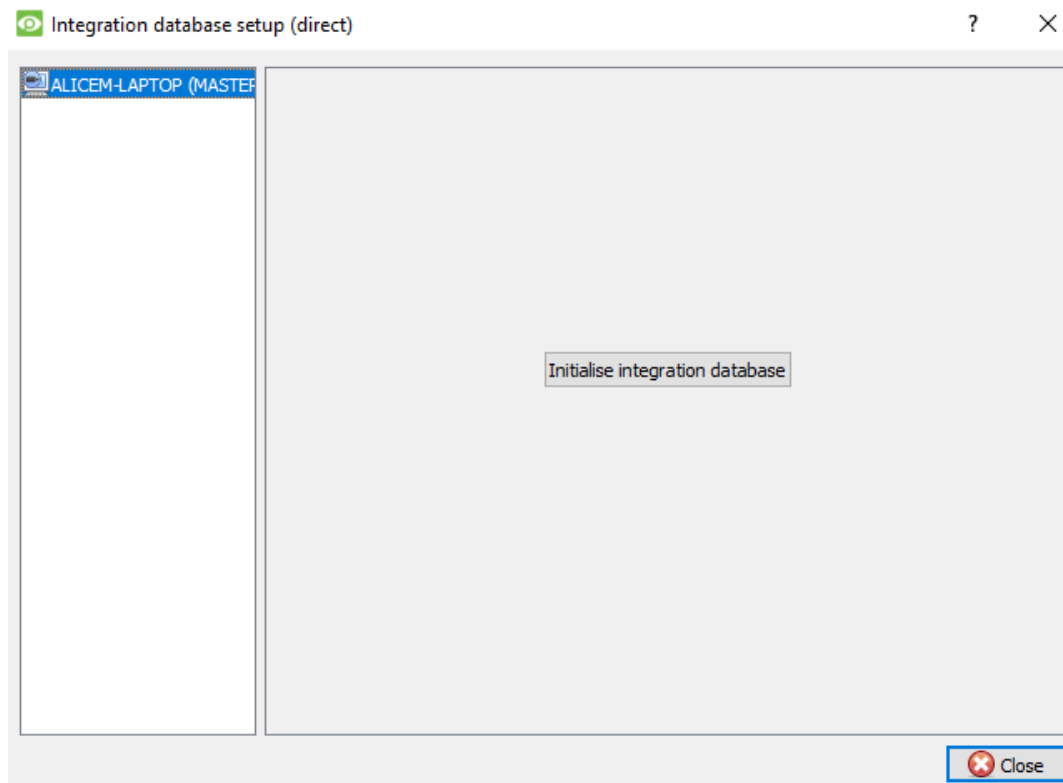 Integration database setup (direct)
ALICEM-LAPTOP (MASTER
Initialise integration database
Close